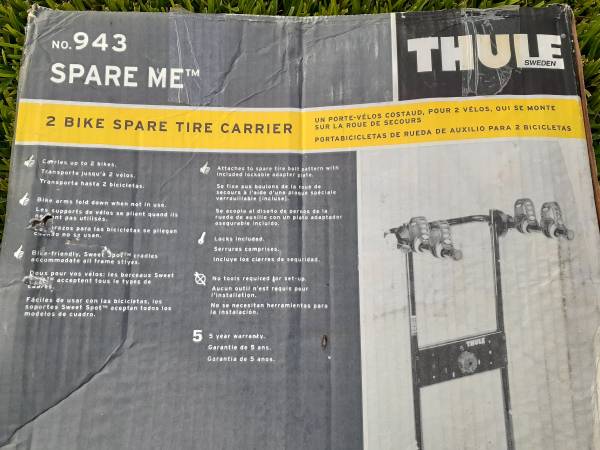 NO. 943
SPARE ME™
THULE
SWEDEN
2 BIKE SPARE TIRE CARRIER
UN PORTE-VÉLOS COSTAUD, POUR 2 VÉLOS, QUI SE MONTE
SUR LA ROUE DE SECOURS
PORTABICICLETAS DE RUEDA DE AUXILIO PARA 2 BICICLETAS
Carries up to 2 bikes.
Transporte jusqu'à 2 vélos.
Transporta hasta 2 bicicletas.
Bike arms fold down when not in use.
Les supports de vélos se plient quand ils
pas utilisés.
brazos para las bicicletas se pliegan
cuando no se usan.
Bike-friendly, Sweet Spot™ cradles
accommodate all frame styles.
Doux pour vos vélos: les berceaux Sweet
acceptent tous le types de
cadres.
Fáciles de usar con las bicicletas, los
soportes Sweet Spot™ aceptan todos los
modelos de cuadro.
Attaches to spare tire bolt pattern with
included lockable adapter plate.
Se fixe aux boulons de la roue de
secours à l'aide d'une plaque spéciale
verrouillable (incluse).
Se acopla al diseño de pernos de la
rueda de auxilio con un plato adaptador
asegurable incluido.
Locks included.
Serrures comprises.
Incluye los cierres de seguridad.
No tools required for set-up.
Aucun outil n'est requis pour
l'installation.
No se necesitan herramientas para
la instalación.
5 5 year warranty.
Garantie de 5 ans.
Garantía de 5 anos.
THULE